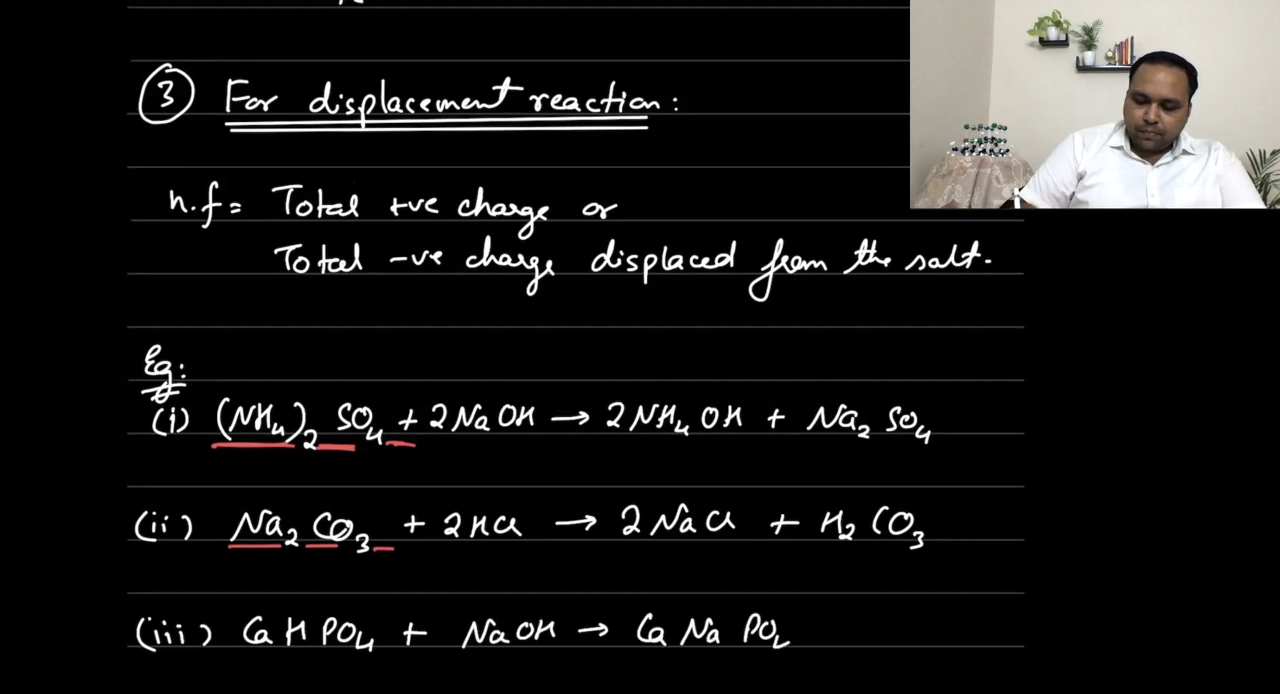 ③ For displacement reaction:
n.f = Total +ve charge or
Total -ve charge displaced from the salt.
Eg:
(i) (NH₄)₂ SO₄ + 2NaOH → 2NH₄OH + Na₂SO₄
(ii) Na₂CO₃ + 2HCl → 2NaCl + H₂CO₃
(iii) CaHPO₄ + NaOH → CaNaPO